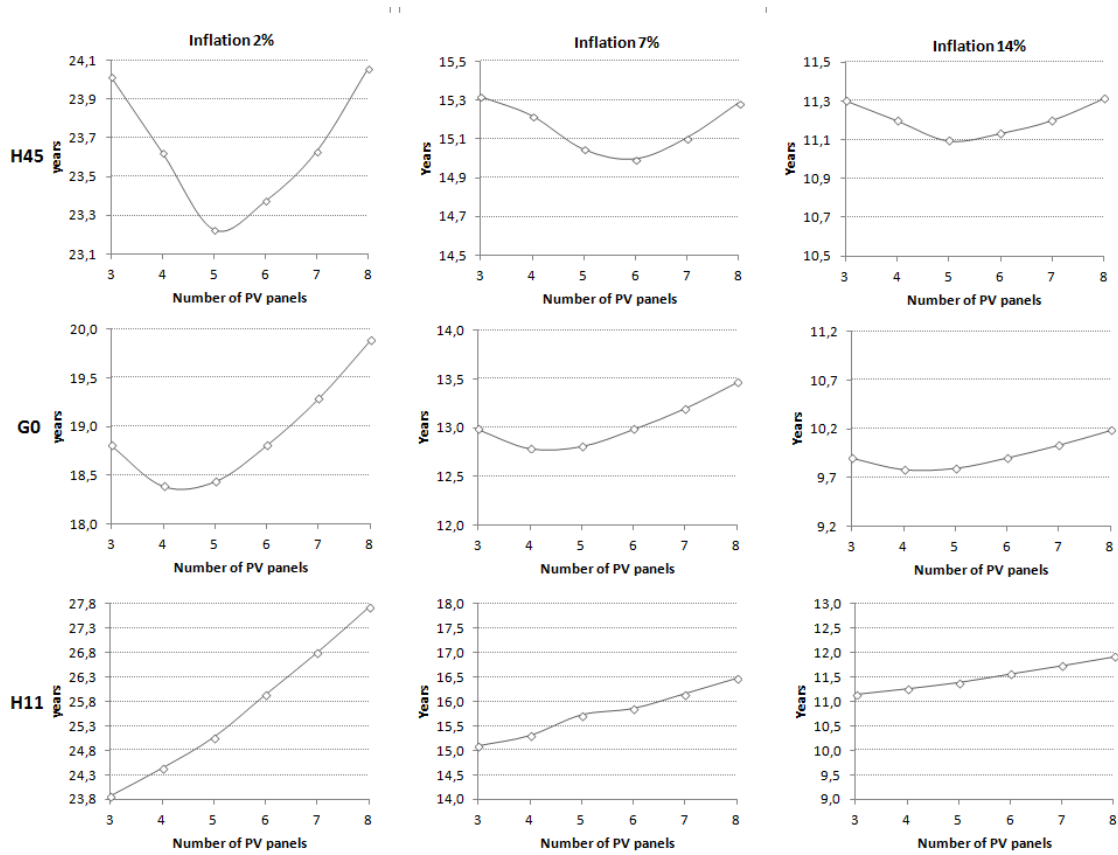 Inflation 2%
Inflation 7%
Inflation 14%
H45
years
24,1
23,9
23,7
23,5
23,3
23,1
3 4 5 6 7 8
Number of PV panels
Years
15,5
15,3
15,1
14,9
14,7
14,5
3 4 5 6 7 8
Number of PV panels
Years
11,5
11,3
11,1
10,9
10,7
10,5
3 4 5 6 7 8
Number of PV panels
G0
years
20,0
19,5
19,0
18,5
18,0
3 4 5 6 7 8
Number of PV panels
Years
14,0
13,5
13,0
12,5
12,0
3 4 5 6 7 8
Number of PV panels
Years
11,2
10,7
10,2
9,7
9,2
3 4 5 6 7 8
Number of PV panels
H11
years
27,8
27,3
26,8
26,3
25,8
25,3
24,8
24,3
23,8
3 4 5 6 7 8
Number of PV panels
Years
18,0
17,5
17,0
16,5
16,0
15,5
15,0
14,5
14,0
3 4 5 6 7 8
Number of PV panels
Years
13,0
12,5
12,0
11,5
11,0
10,5
10,0
9,5
9,0
3 4 5 6 7 8
Number of PV panels